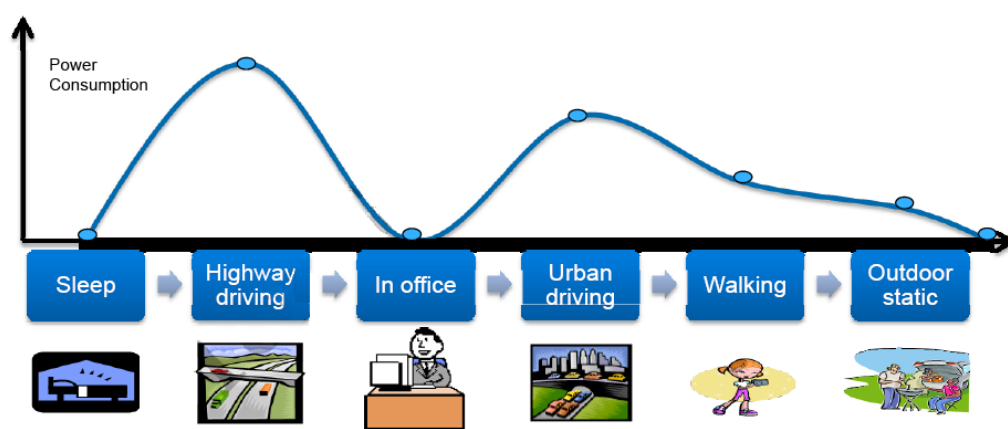 Power
Consumption
Sleep
Highway
driving
In office
Urban
driving
Walking
Outdoor
static